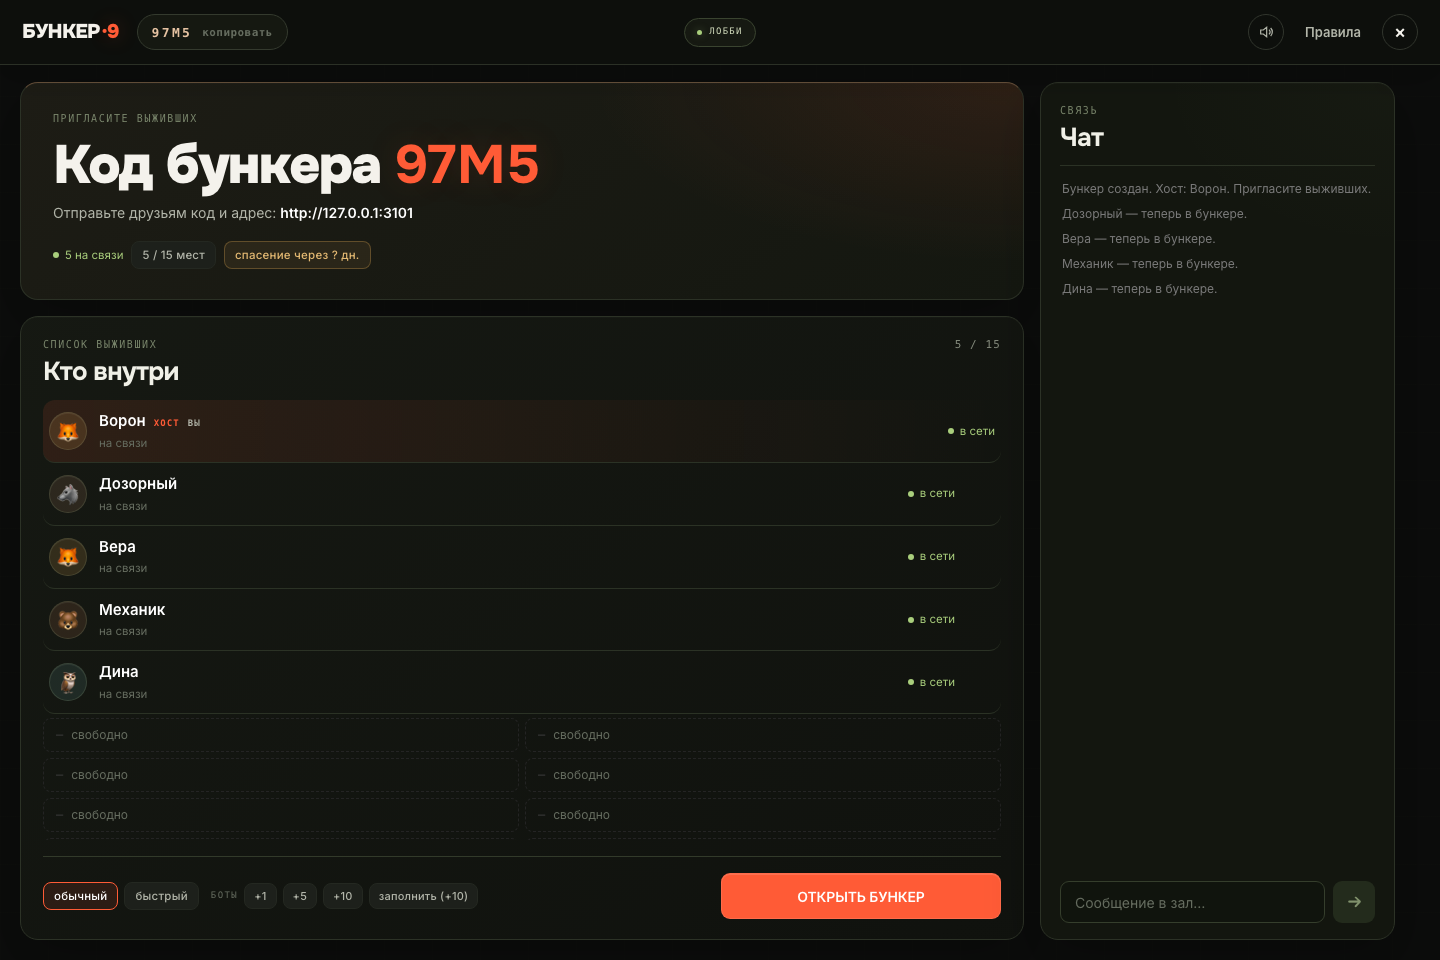 БУНКЕР·9
97M5 копировать
ЛОББИ
Правила
×
ПРИГЛАСИТЕ ВЫЖИВШИХ
Код бункера 97M5
Отправьте друзьям код и адрес: http://127.0.0.1:3101
5 на связи
5 / 15 мест
спасение через ? дн.
СПИСОК ВЫЖИВШИХ
5 / 15
Кто внутри
Ворон ХОСТ ВЫ
на связи
в сети
Дозорный
на связи
в сети
Вера
на связи
в сети
Механик
на связи
в сети
Дина
на связи
в сети
— свободно
— свободно
— свободно
— свободно
— свободно
— свободно
обычный
быстрый
БОТЫ
+1
+5
+10
заполнить (+10)
ОТКРЫТЬ БУНКЕР
СВЯЗЬ
Чат
Бункер создан. Хост: Ворон. Пригласите выживших.
Дозорный — теперь в бункере.
Вера — теперь в бункере.
Механик — теперь в бункере.
Дина — теперь в бункере.
Сообщение в зал...